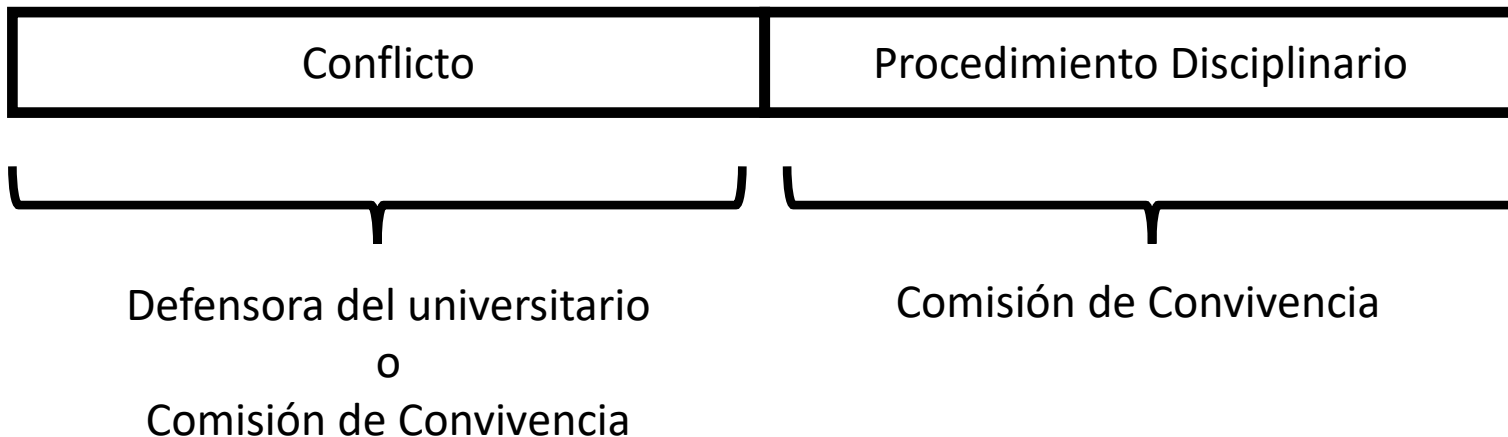 Conflicto
Procedimiento Disciplinario
Defensora del universitario
o
Comisión de Convivencia
Comisión de Convivencia